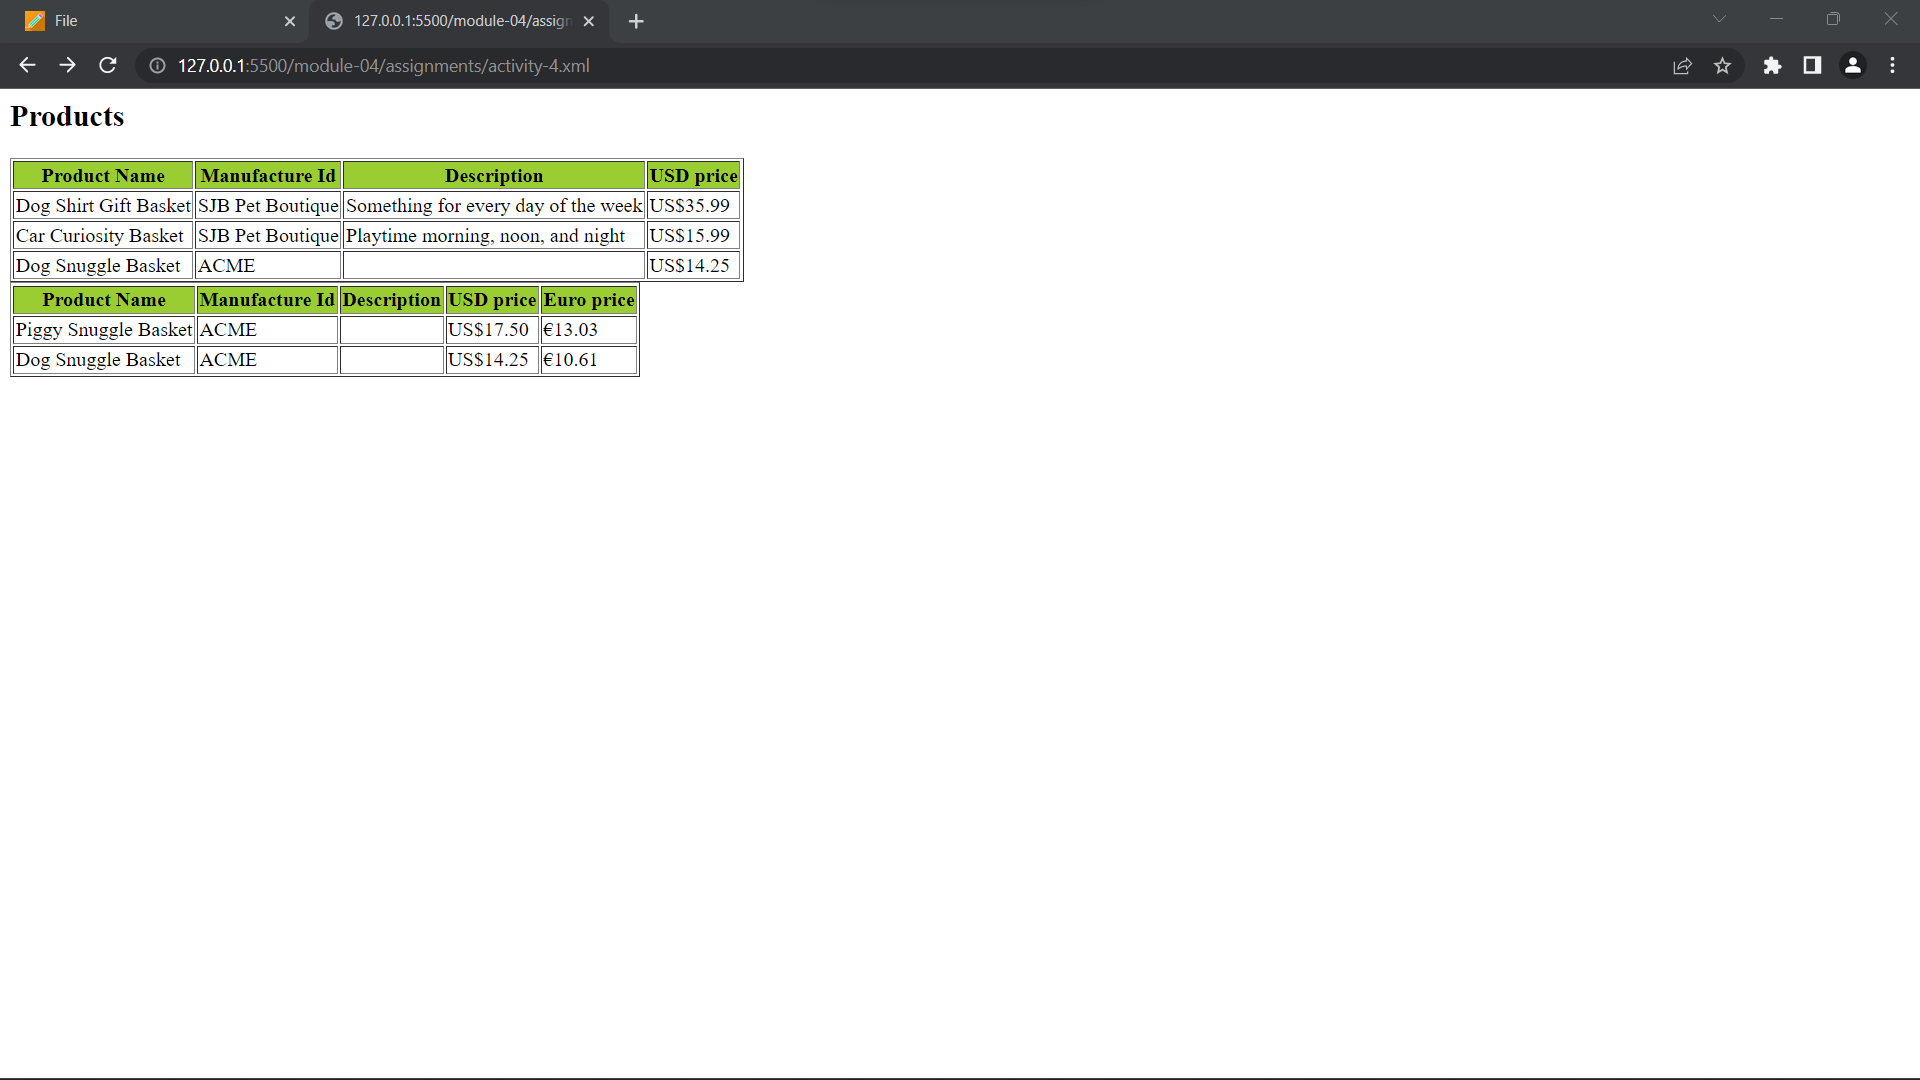 File
127.0.0.1:5500/module-04/assign
127.0.0.1:5500/module-04/assignments/activity-4.xml
Products
Product Name Manufacture Id Description USD price
Dog Shirt Gift Basket SJB Pet Boutique Something for every day of the week US$35.99
Car Curiosity Basket SJB Pet Boutique Playtime morning, noon, and night US$15.99
Dog Snuggle Basket ACME US$14.25
Product Name Manufacture Id Description USD price Euro price
Piggy Snuggle Basket ACME US$17.50 €13.03
Dog Snuggle Basket ACME US$14.25 €10.61